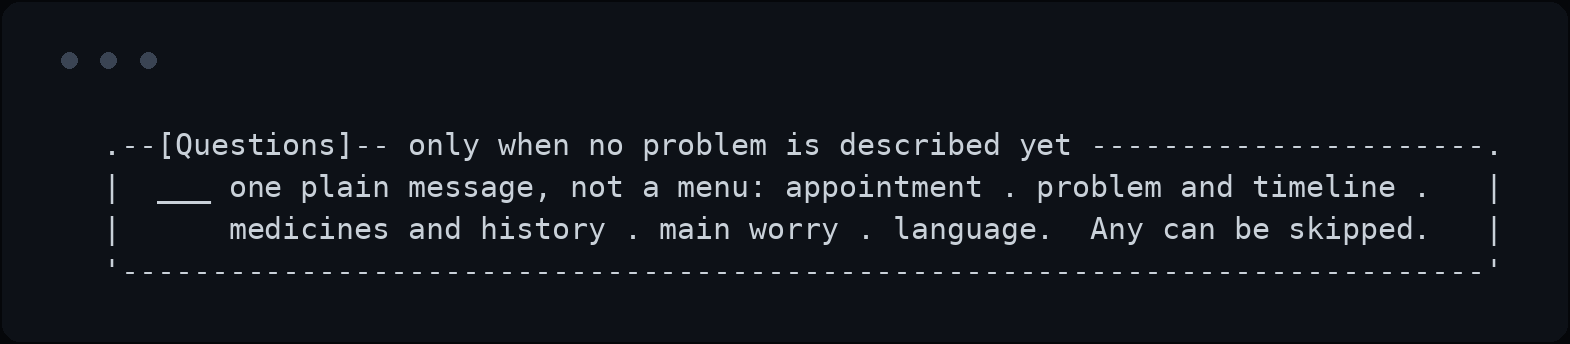 .--[Questions]-- only when no problem is described yet ----------------------.
|  ___ one plain message, not a menu: appointment . problem and timeline .   |
|      medicines and history . main worry . language.  Any can be skipped.   |
'----------------------------------------------------------------------------'